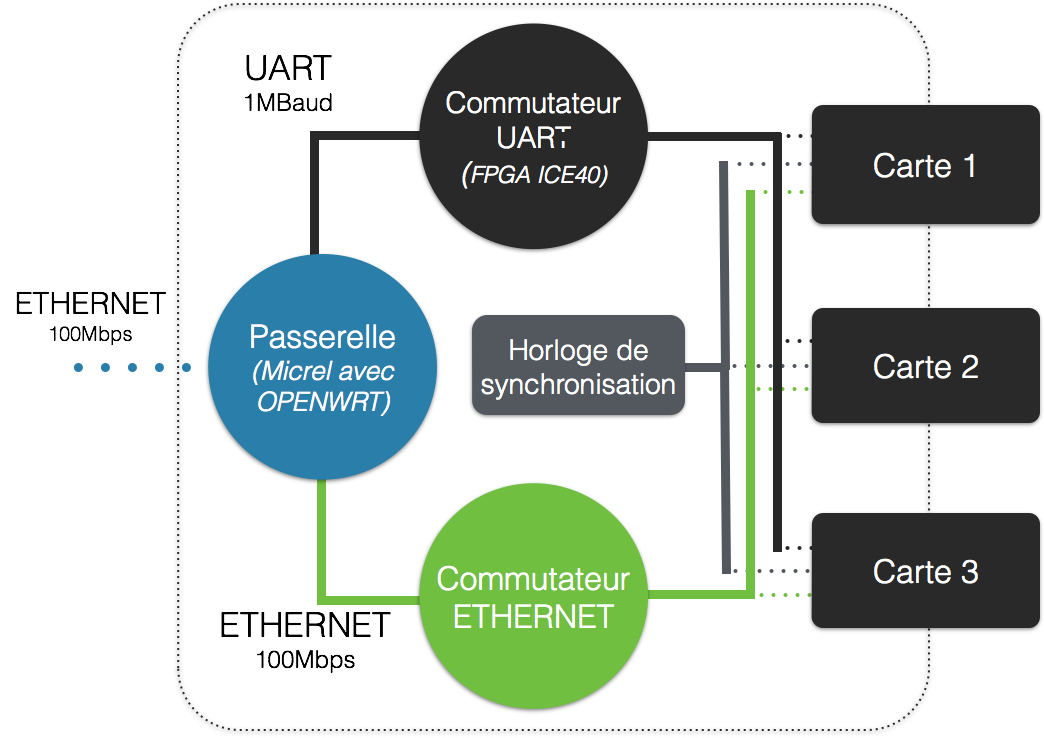 UART
1MBaud
Commutateur
UART
(FPGA ICE40)
Carte 1
ETHERNET
100Mbps
Passerelle
(Micrel avec
OPENWRT)
Horloge de
synchronisation
Carte 2
Commutateur
ETHERNET
Carte 3
ETHERNET
100Mbps